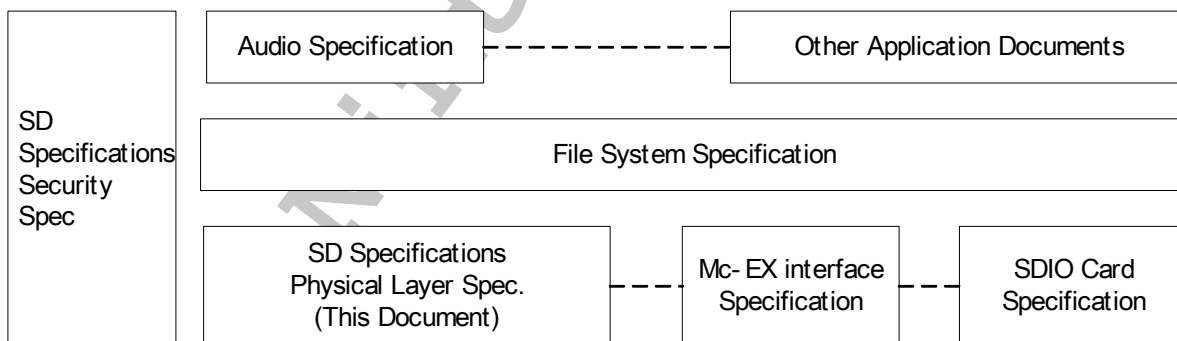 Audio Specification
Other Application Documents
SD
Specifications
Security
Spec
File System Specification
SD Specifications
Physical Layer Spec.
(This Document)
Mc-EX interface
Specification
SDIO Card
Specification